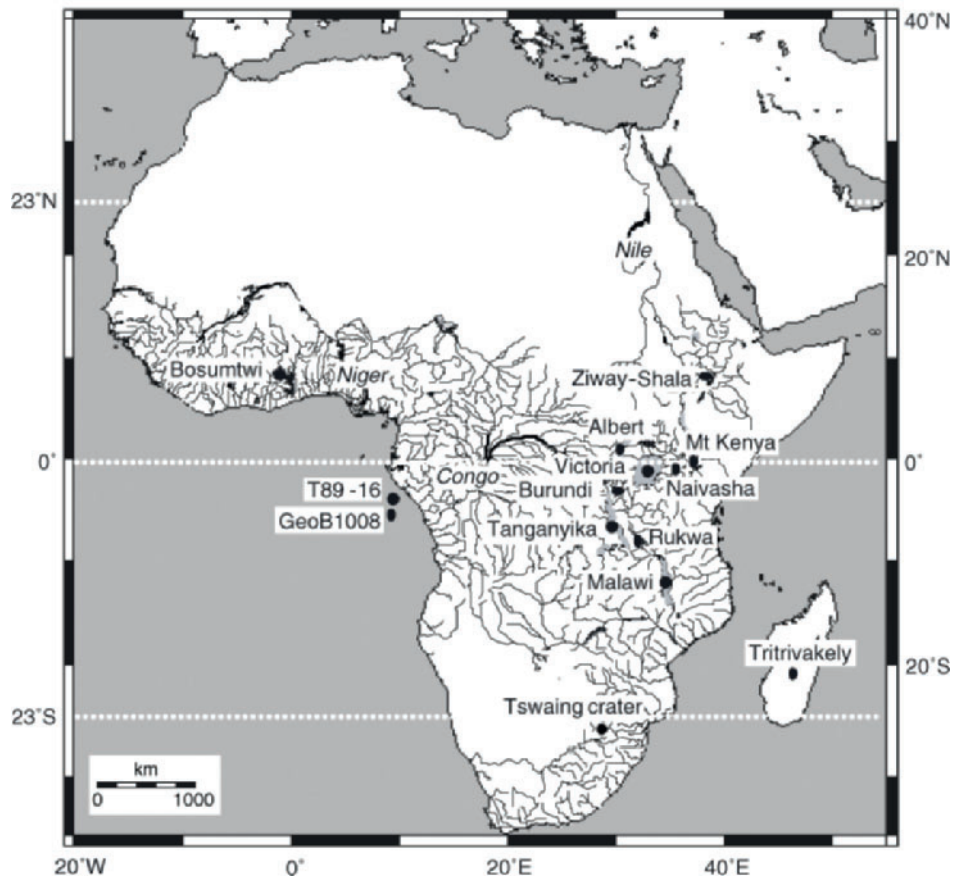 40°N
23°N
Nile
20°N
Bosumtwi
Niger
Ziway-Shala
Albert
Mt Kenya
0°
Congo
Victoria
0°
T89 -16
Burundi
Naivasha
GeoB1008
Tanganyika
Rukwa
Malawi
Tritrivakely
20°S
23°S
Tswaing crater
km
0 1000
20°W
0°
20°E
40°E